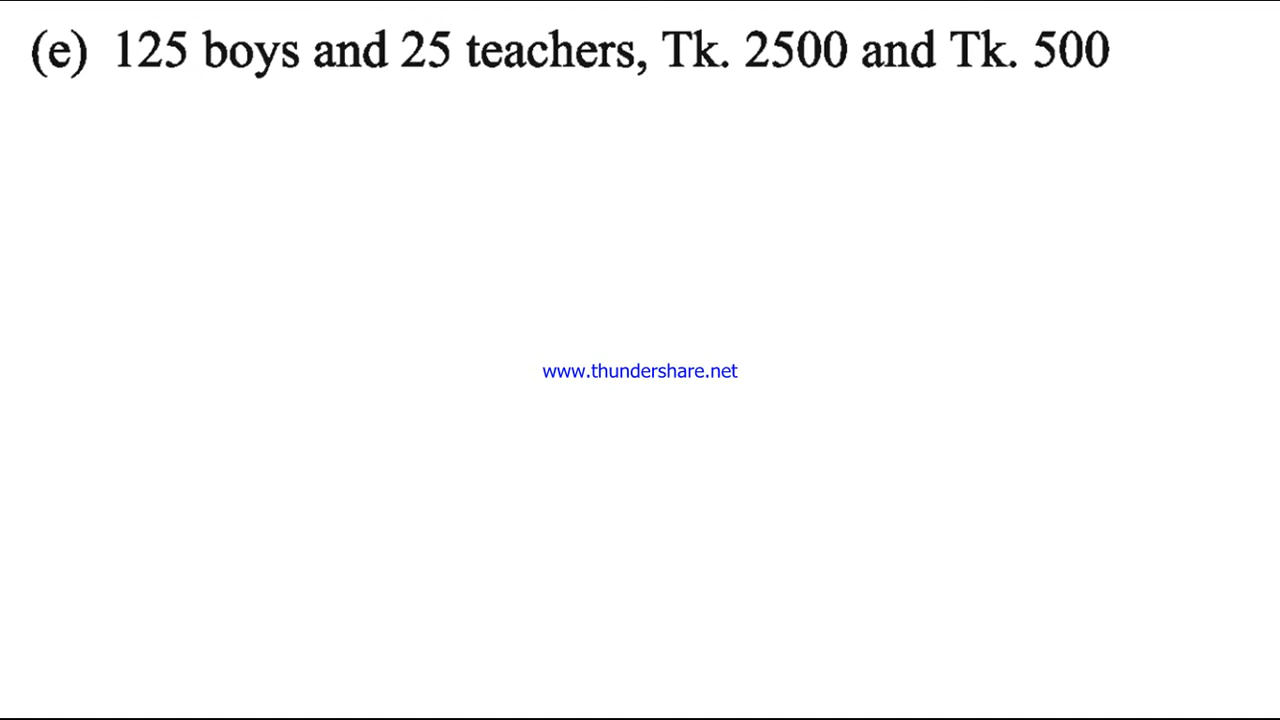 (e) 125 boys and 25 teachers, Tk. 2500 and Tk. 500
www.thundershare.net